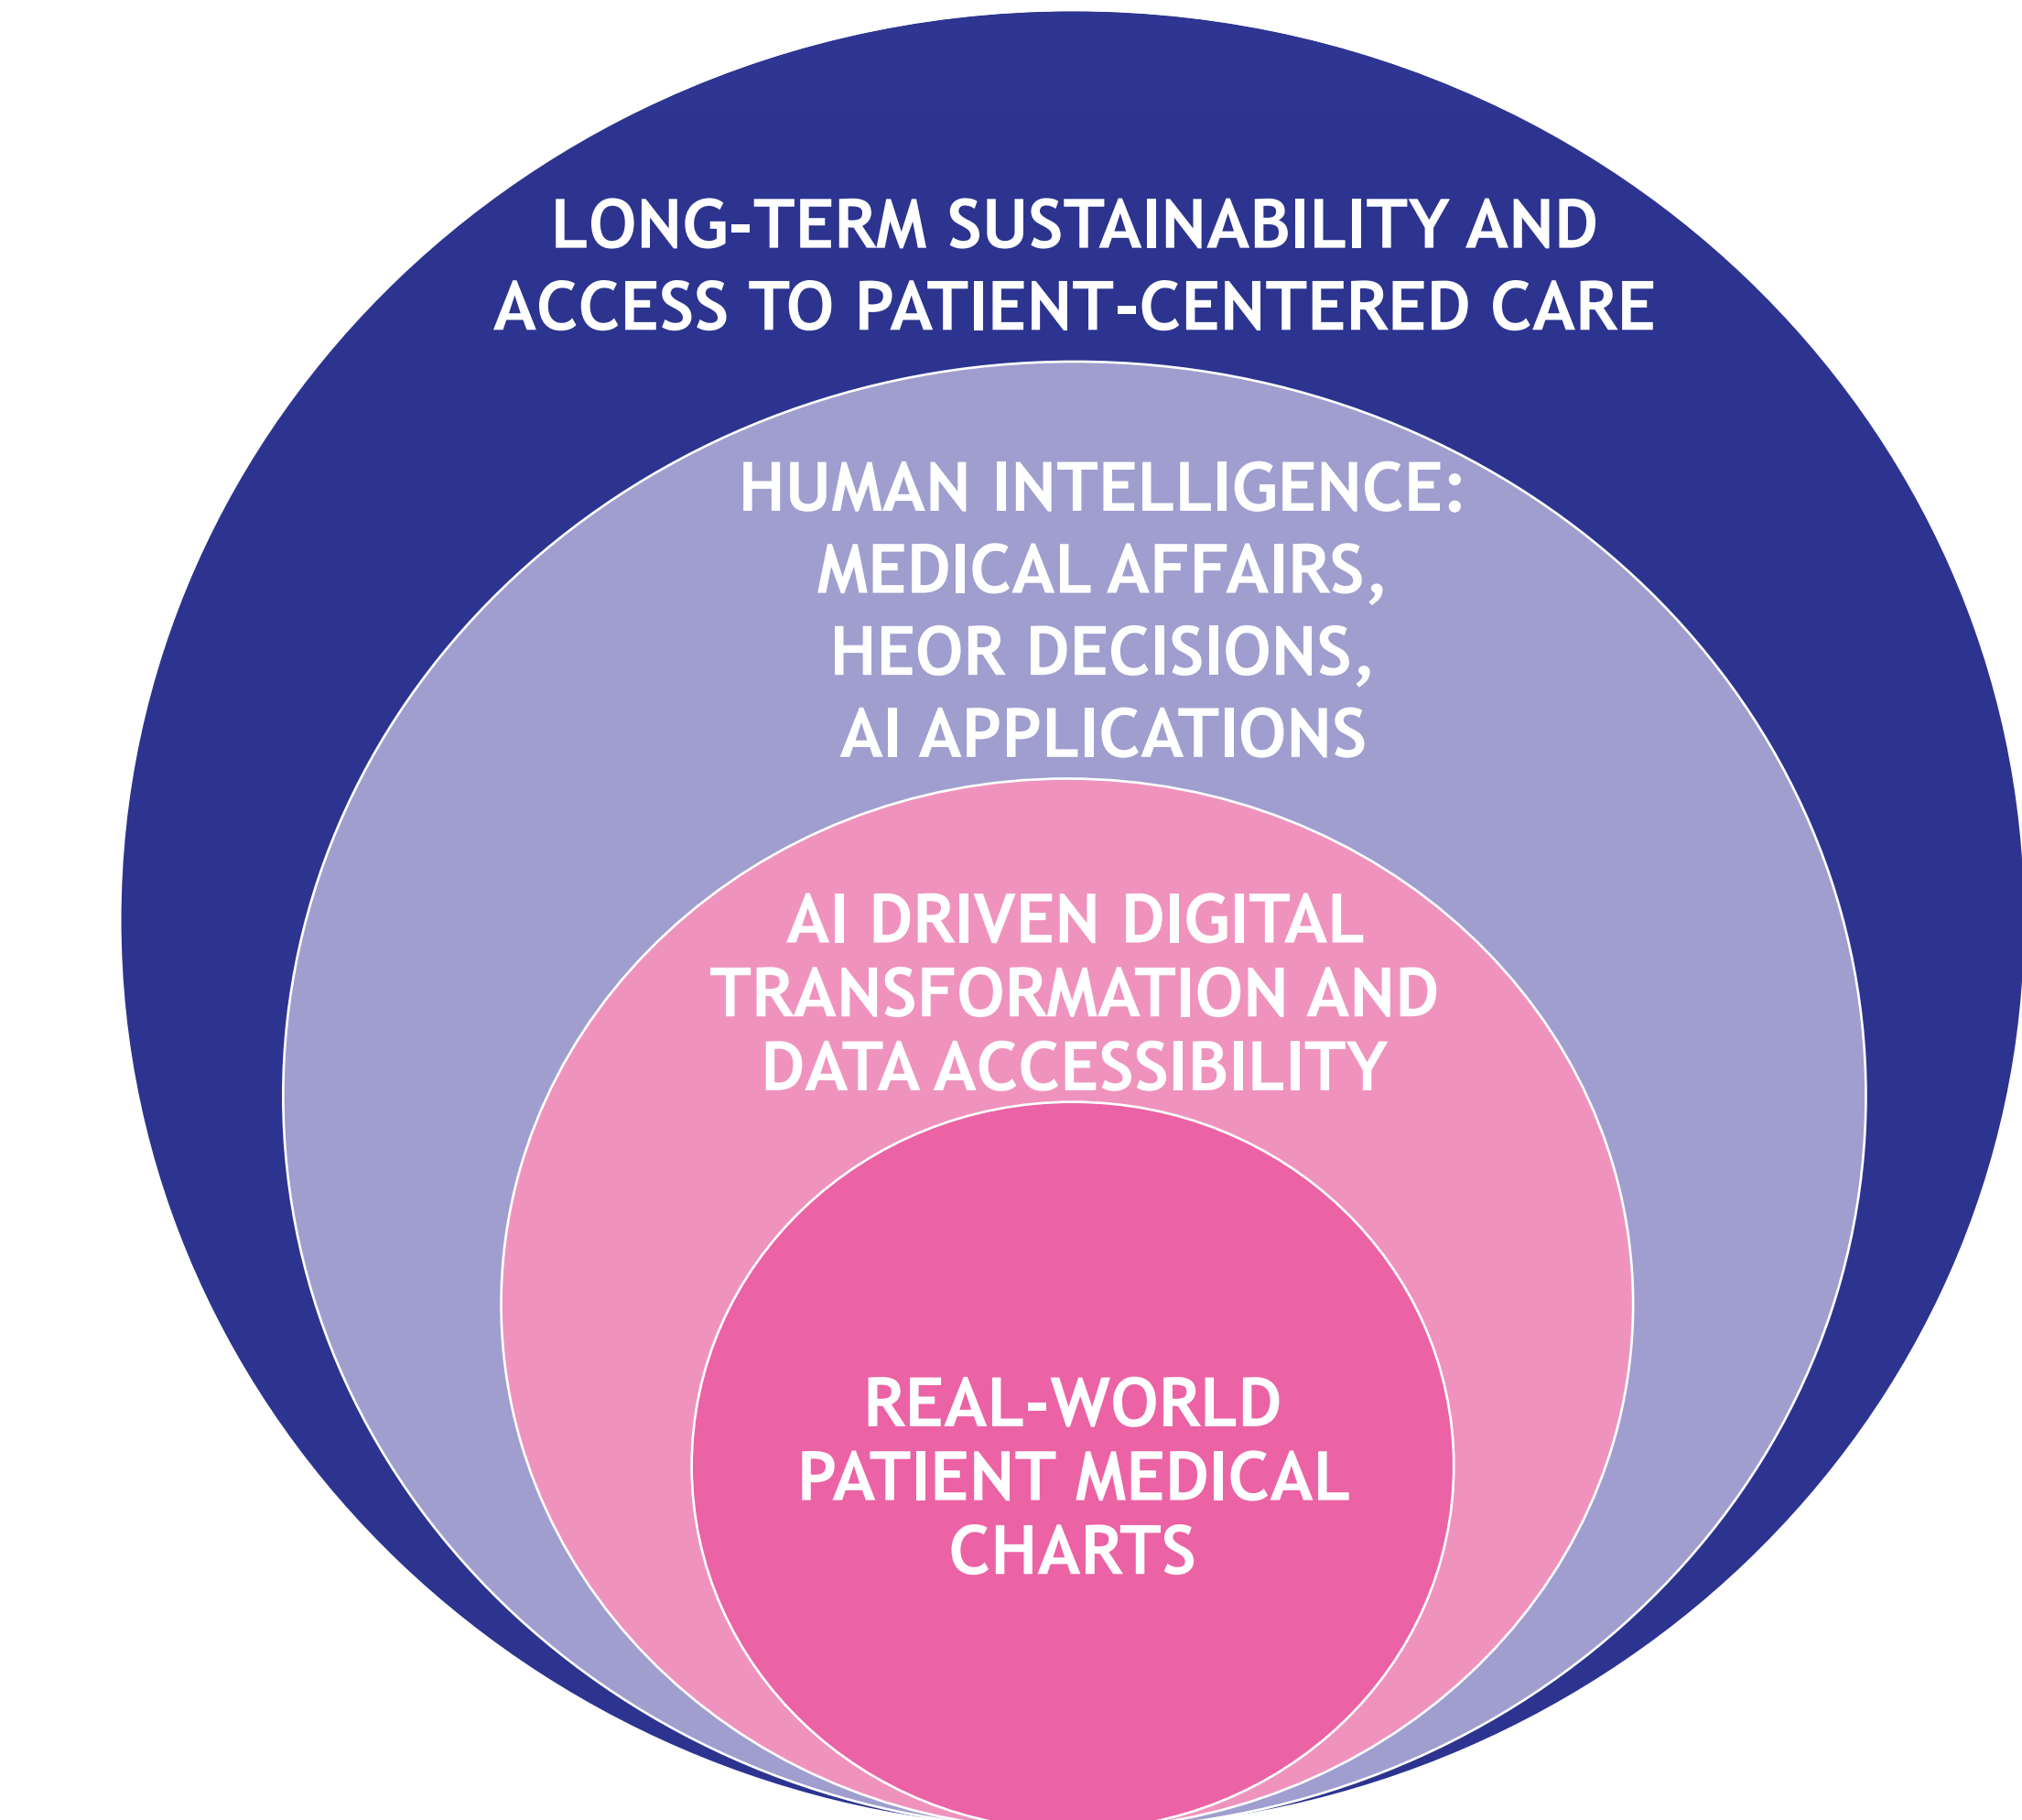 LONG-TERM SUSTAINABILITY AND
ACCESS TO PATIENT-CENTERED CARE
HUMAN INTELLIGENCE:
MEDICAL AFFAIRS,
HEOR DECISIONS,
AI APPLICATIONS
AI DRIVEN DIGITAL
TRANSFORMATION AND
DATA ACCESSIBILITY
REAL-WORLD
PATIENT MEDICAL
CHARTS